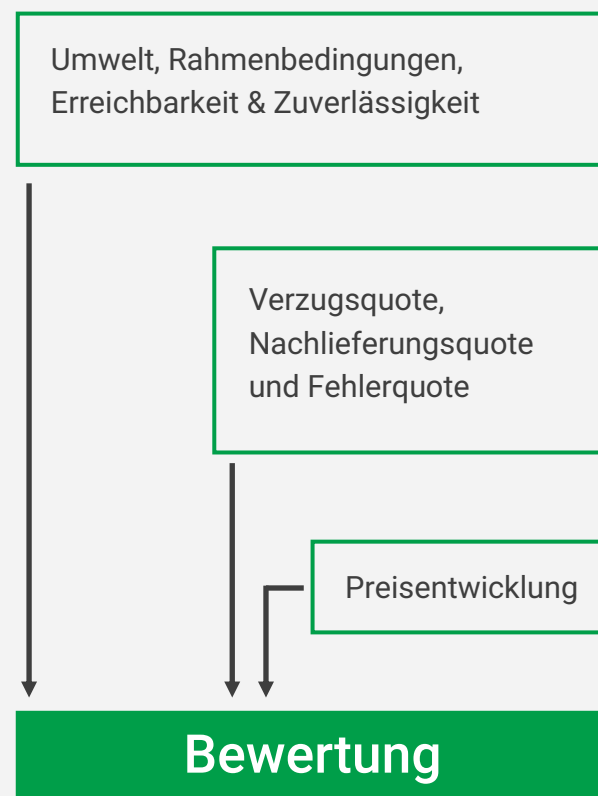 Umwelt, Rahmenbedingungen,
Erreichbarkeit & Zuverlässigkeit
Verzugsquote,
Nachlieferungsquote
und Fehlerquote
Preisentwicklung
Bewertung